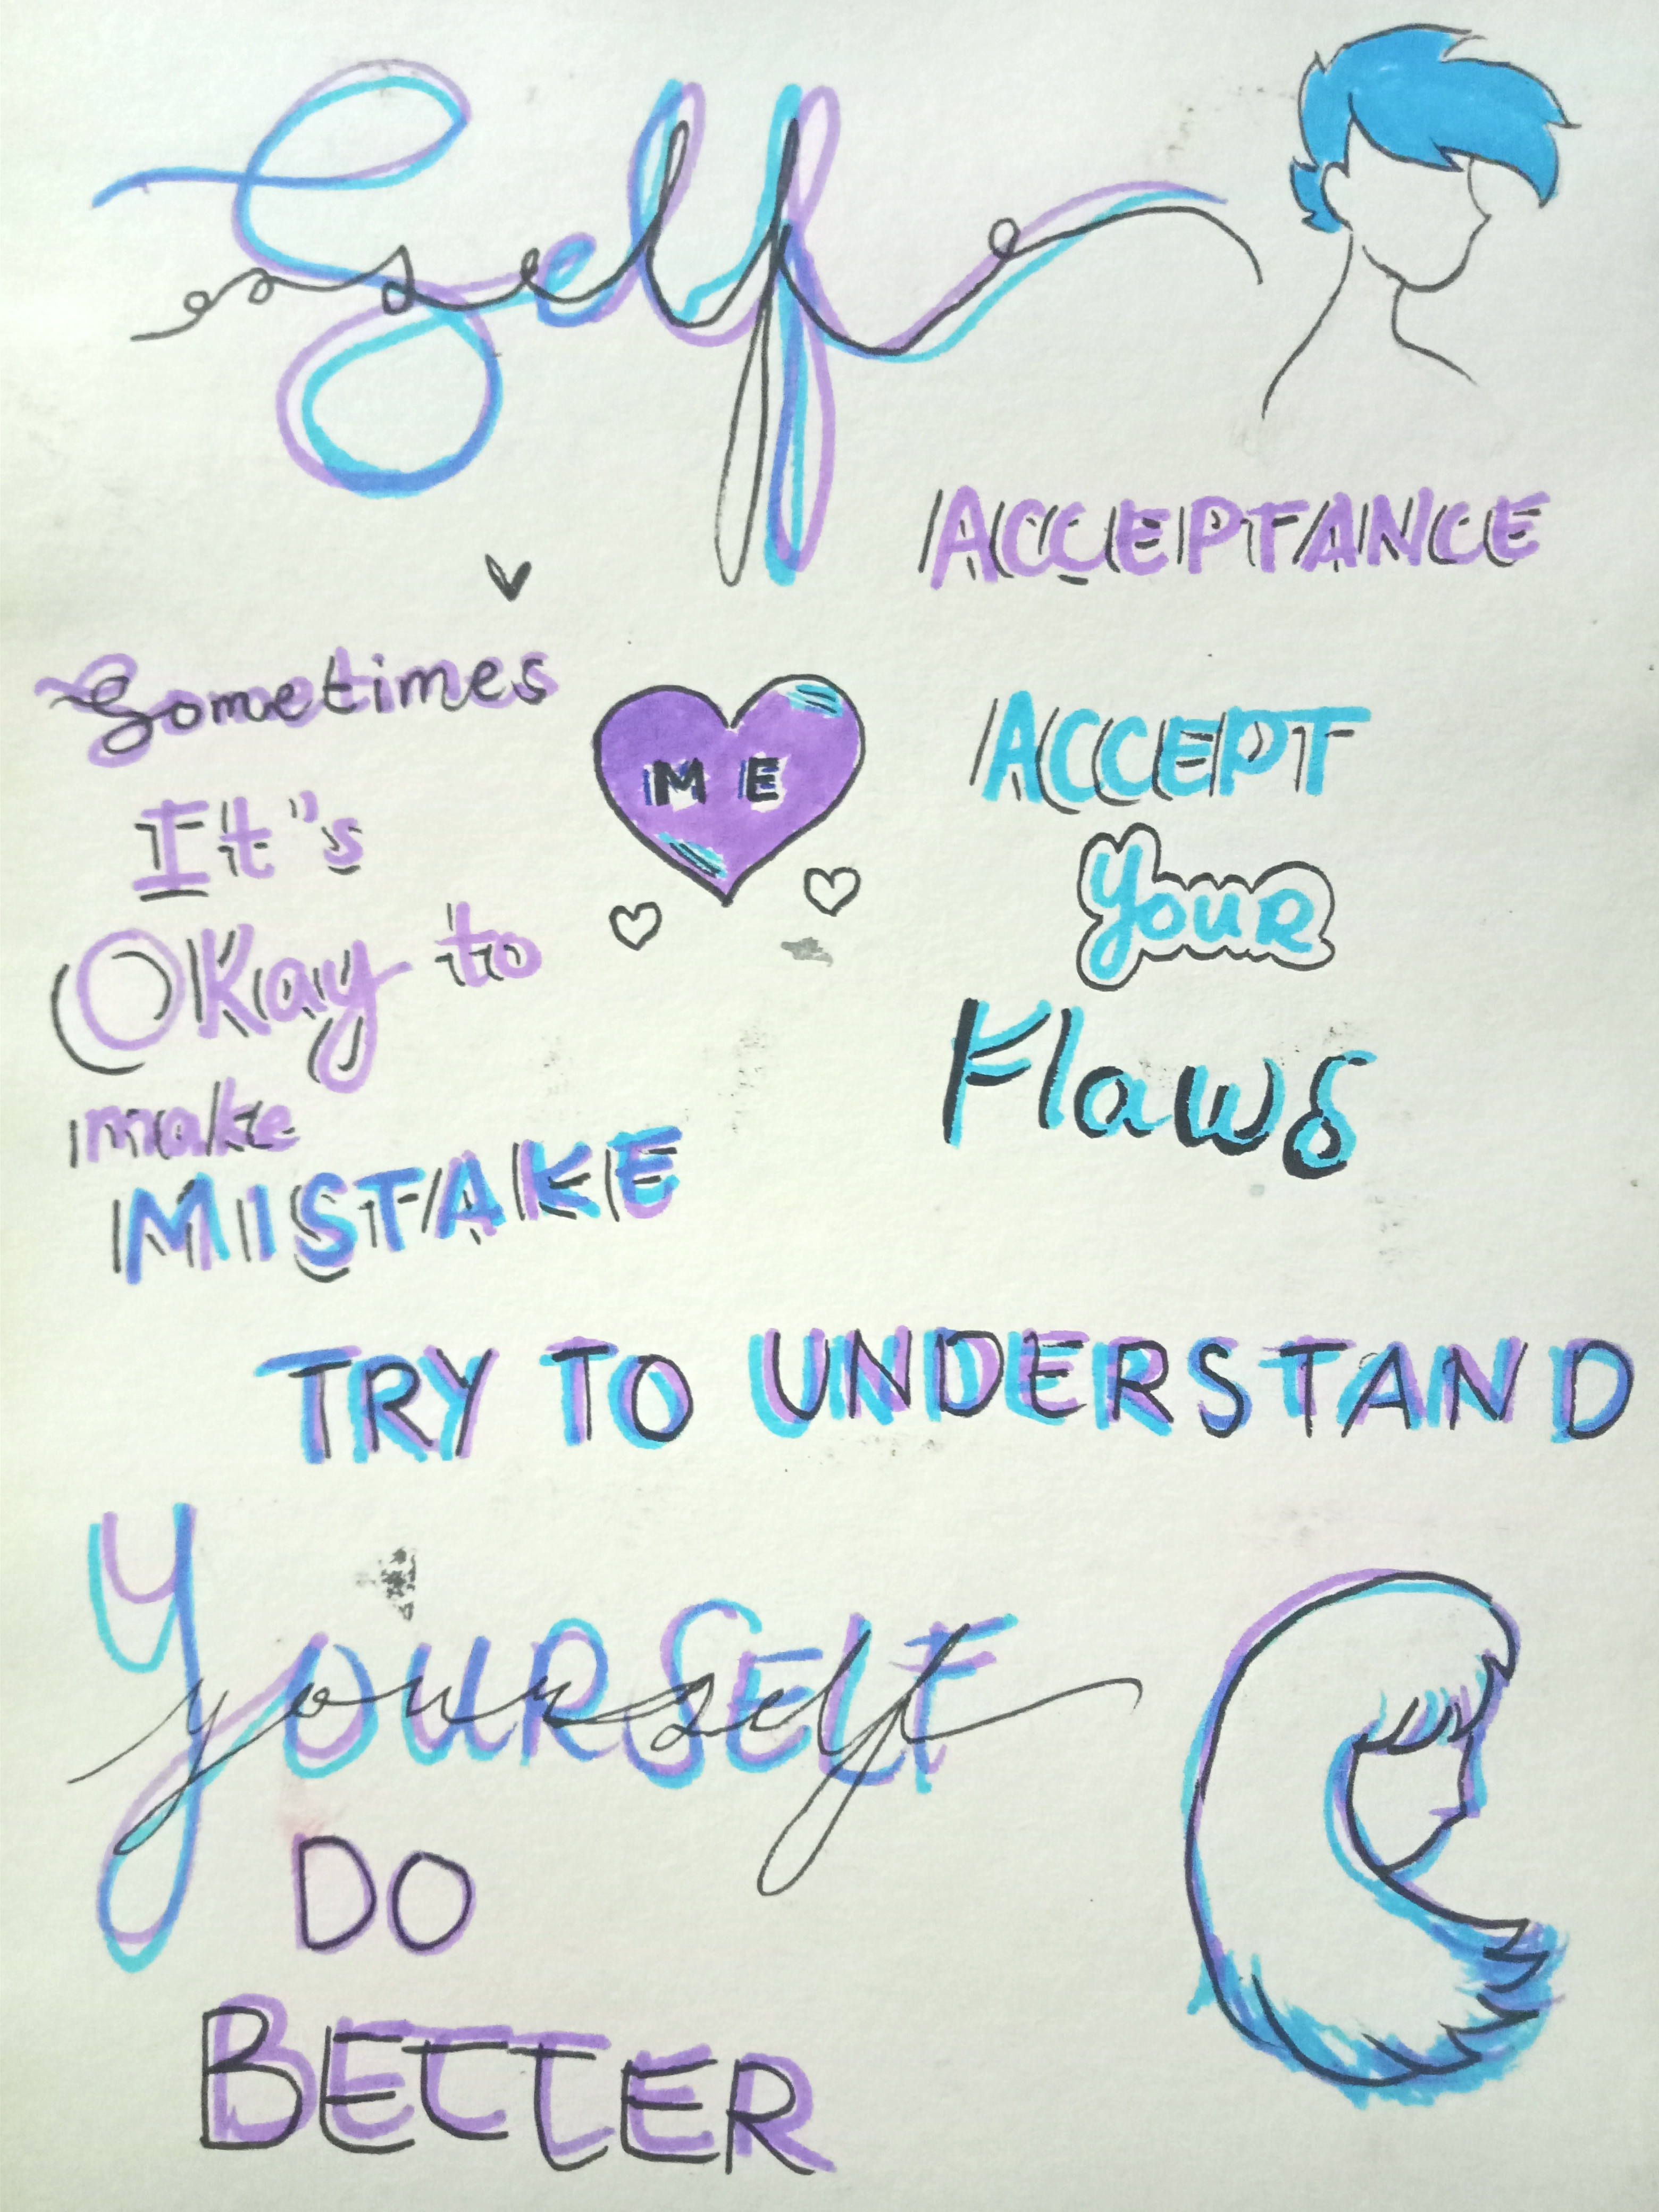 Self
ACCEPTANCE
Sometimes
It"s
Okay to
make
MISTAKE
ME
ACCEPT
your
Flaws
TRY TO UNDERSTAND
YOURSELF
yourself
DO
BETTER